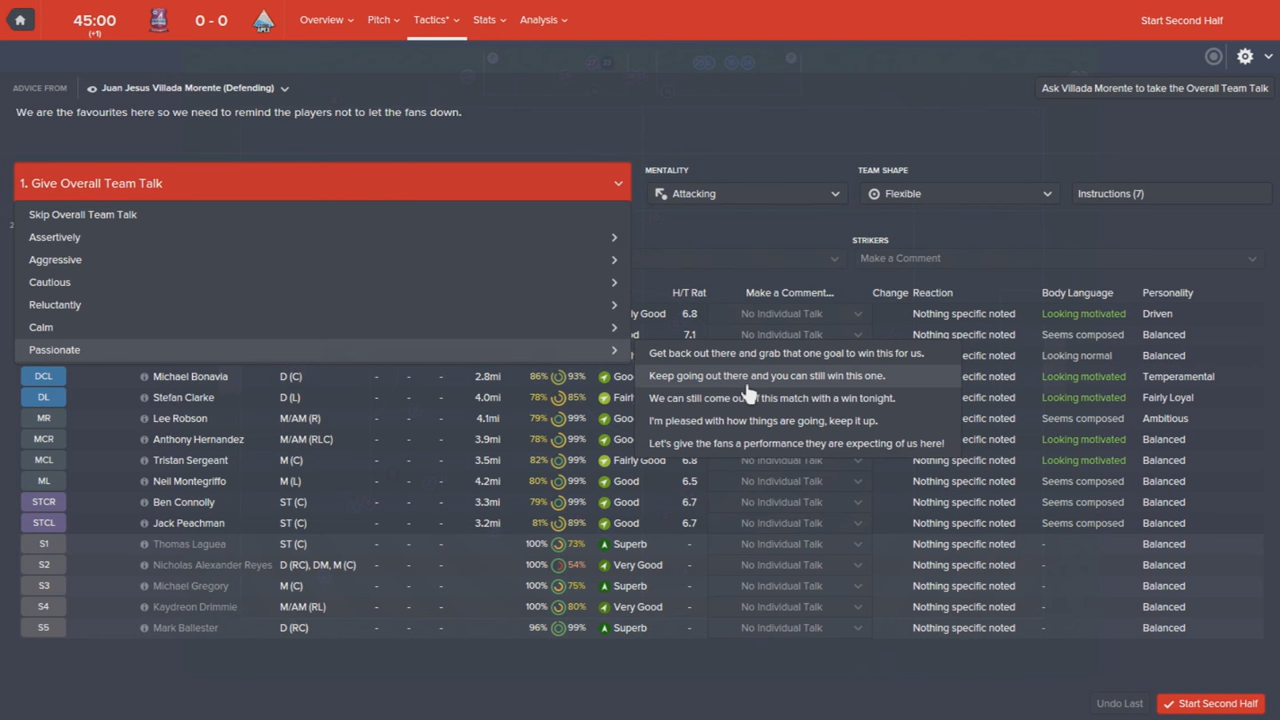 45:00
(+1)
0 - 0
APEX
Overview
Pitch
Tactics*
Stats
Analysis
Start Second Half
ADVICE FROM
Juan Jesus Villada Morente (Defending)
Ask Villada Morente to take the Overall Team Talk
We are the favourites here so we need to remind the players not to let the fans down.
1. Give Overall Team Talk
MENTALITY
Attacking
TEAM SHAPE
Flexible
Instructions (7)
Skip Overall Team Talk
Assertively
Aggressive
Cautious
Reluctantly
Calm
Passionate
STRIKERS
Make a Comment
H/T Rat Make a Comment... Change Reaction Body Language Personality
6.8 No Individual Talk Nothing specific noted Looking motivated Driven
7.1 No Individual Talk Nothing specific noted Seems composed Balanced
Nothing specific noted Looking normal Balanced
Get back out there and grab that one goal to win this for us.
Keep going out there and you can still win this one.
We can still come this match with a win tonight.
I'm pleased with how things are going, keep it up.
Let's give the fans a performance they are expecting of us here!
DCL Michael Bonavia D (C) - - - 2.8mi 86% 93% Nothing specific noted Looking motivated Temperamental
DL Stefan Clarke D (L) - - - 4.0mi 78% 85% Nothing specific noted Looking motivated Fairly Loyal
MR Lee Robson M/AM (R) - - - 4.1mi 79% 99% Nothing specific noted Seems composed Ambitious
MCR Anthony Hernandez M/AM (RLC) - - - 3.9mi 78% 99% Nothing specific noted Looking motivated Balanced
MCL Tristan Sergeant M (C) - - - 3.5mi 82% 99% Fairly Good 6.8 No Individual Talk Nothing specific noted Looking motivated Balanced
ML Neil Montegriffo M (L) - - - 4.2mi 80% 99% Good 6.5 No Individual Talk Nothing specific noted Seems composed Balanced
STCR Ben Connolly ST (C) - - - 3.3mi 79% 99% Good 6.7 No Individual Talk Nothing specific noted Seems composed Balanced
STCL Jack Peachman ST (C) - - - 3.2mi 81% 89% Good 6.7 No Individual Talk Nothing specific noted Seems composed Balanced
S1 Thomas Laguea ST (C) - - - 100% 73% Superb - No Individual Talk Nothing specific noted - Balanced
S2 Nicholas Alexander Reyes D (RC), DM, M (C) - - - 100% 54% Very Good - No Individual Talk Nothing specific noted - Balanced
S3 Michael Gregory M (C) - - - 100% 75% Superb - No Individual Talk Nothing specific noted - Balanced
S4 Kaydreon Drimmie M/AM (RL) - - - 100% 80% Very Good - No Individual Talk Nothing specific noted - Balanced
S5 Mark Ballester D (RC) - - - 96% 99% Superb - No Individual Talk Nothing specific noted - Balanced
Undo Last
Start Second Half